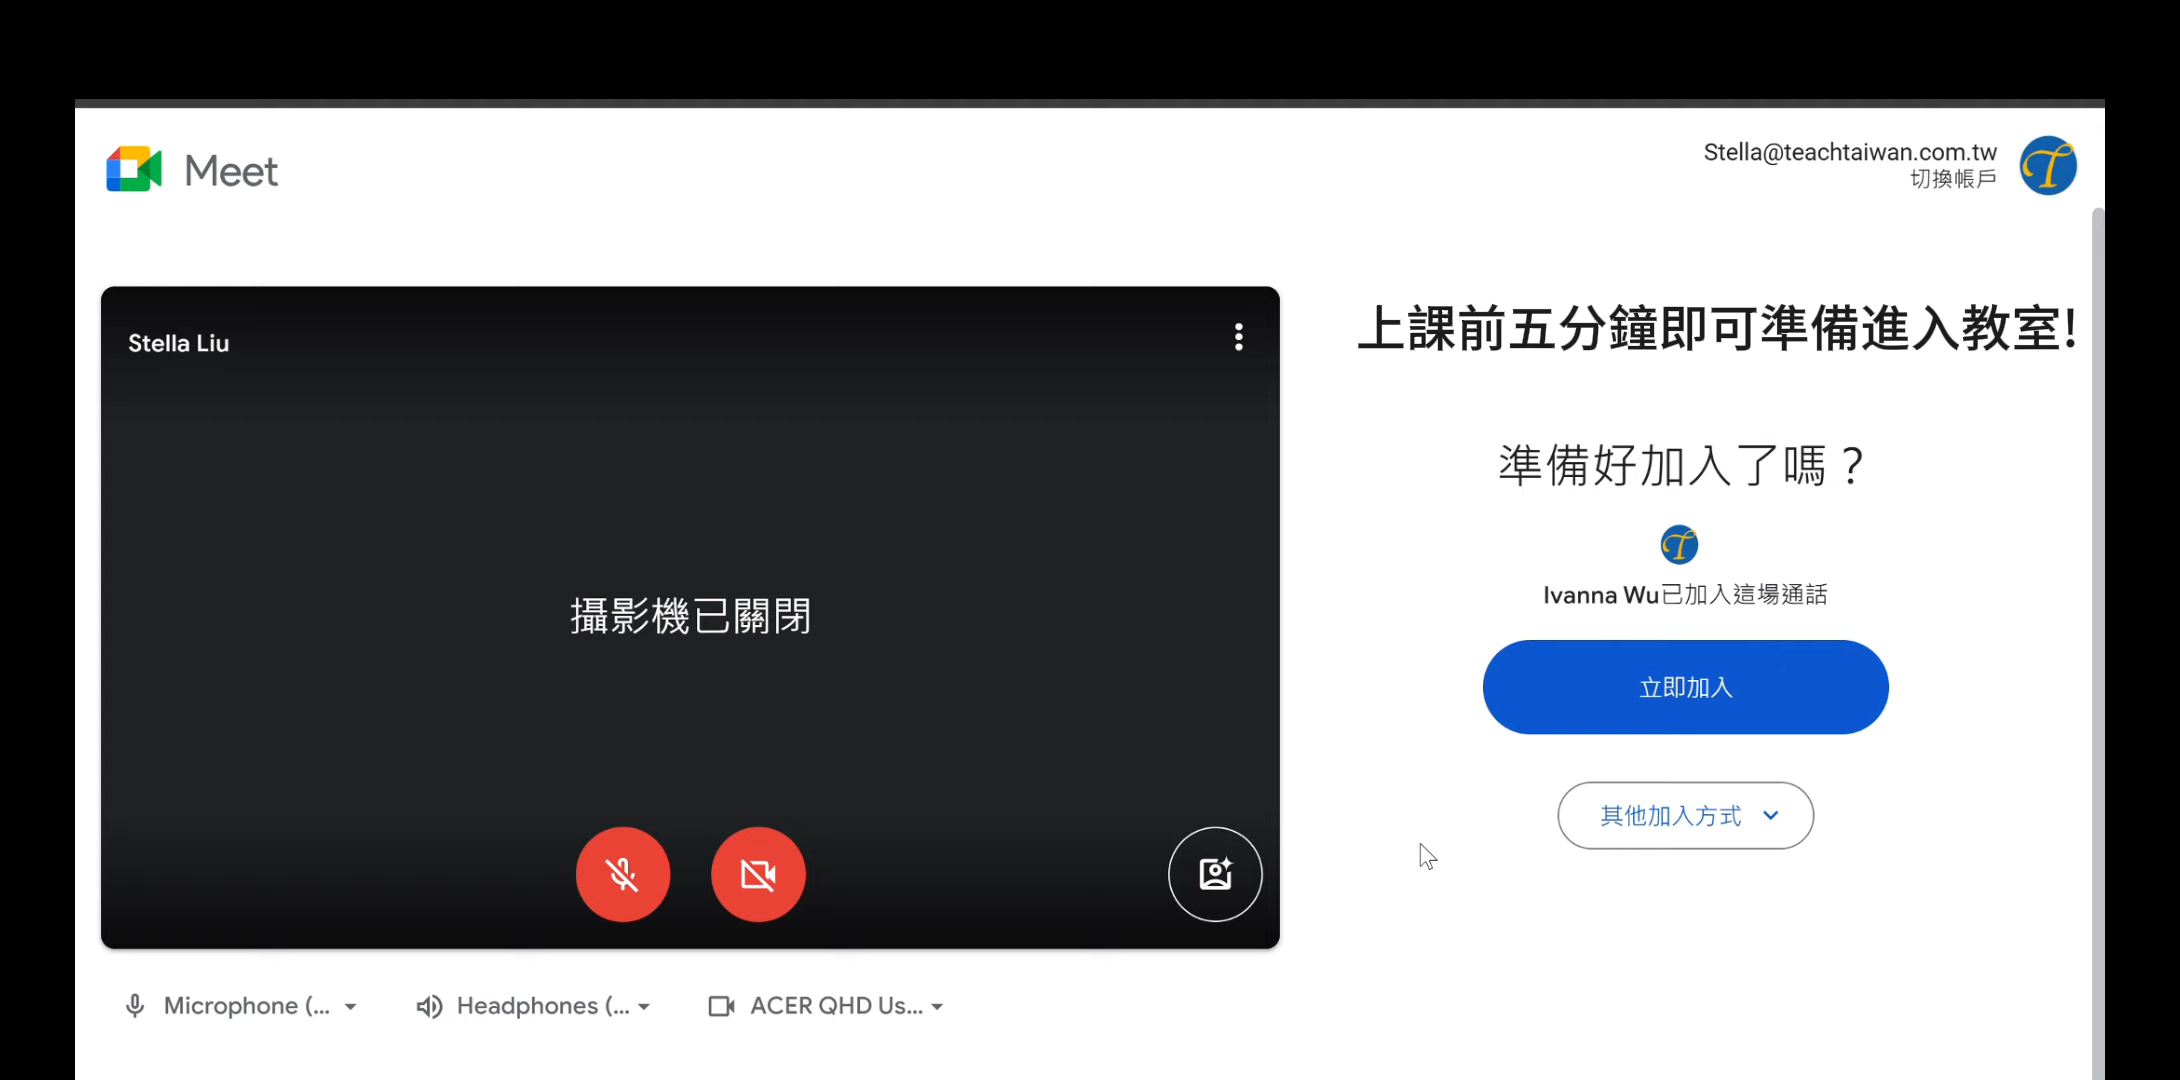 Meet
Stella@teachtaiwan.com.tw
切換帳戶
Stella Liu
攝影機已關閉
上課前五分鐘即可準備進入教室!
準備好加入了嗎？
Ivanna Wu已加入這場通話
立即加入
其他加入方式
Microphone (...
Headphones (...
ACER QHD Us...